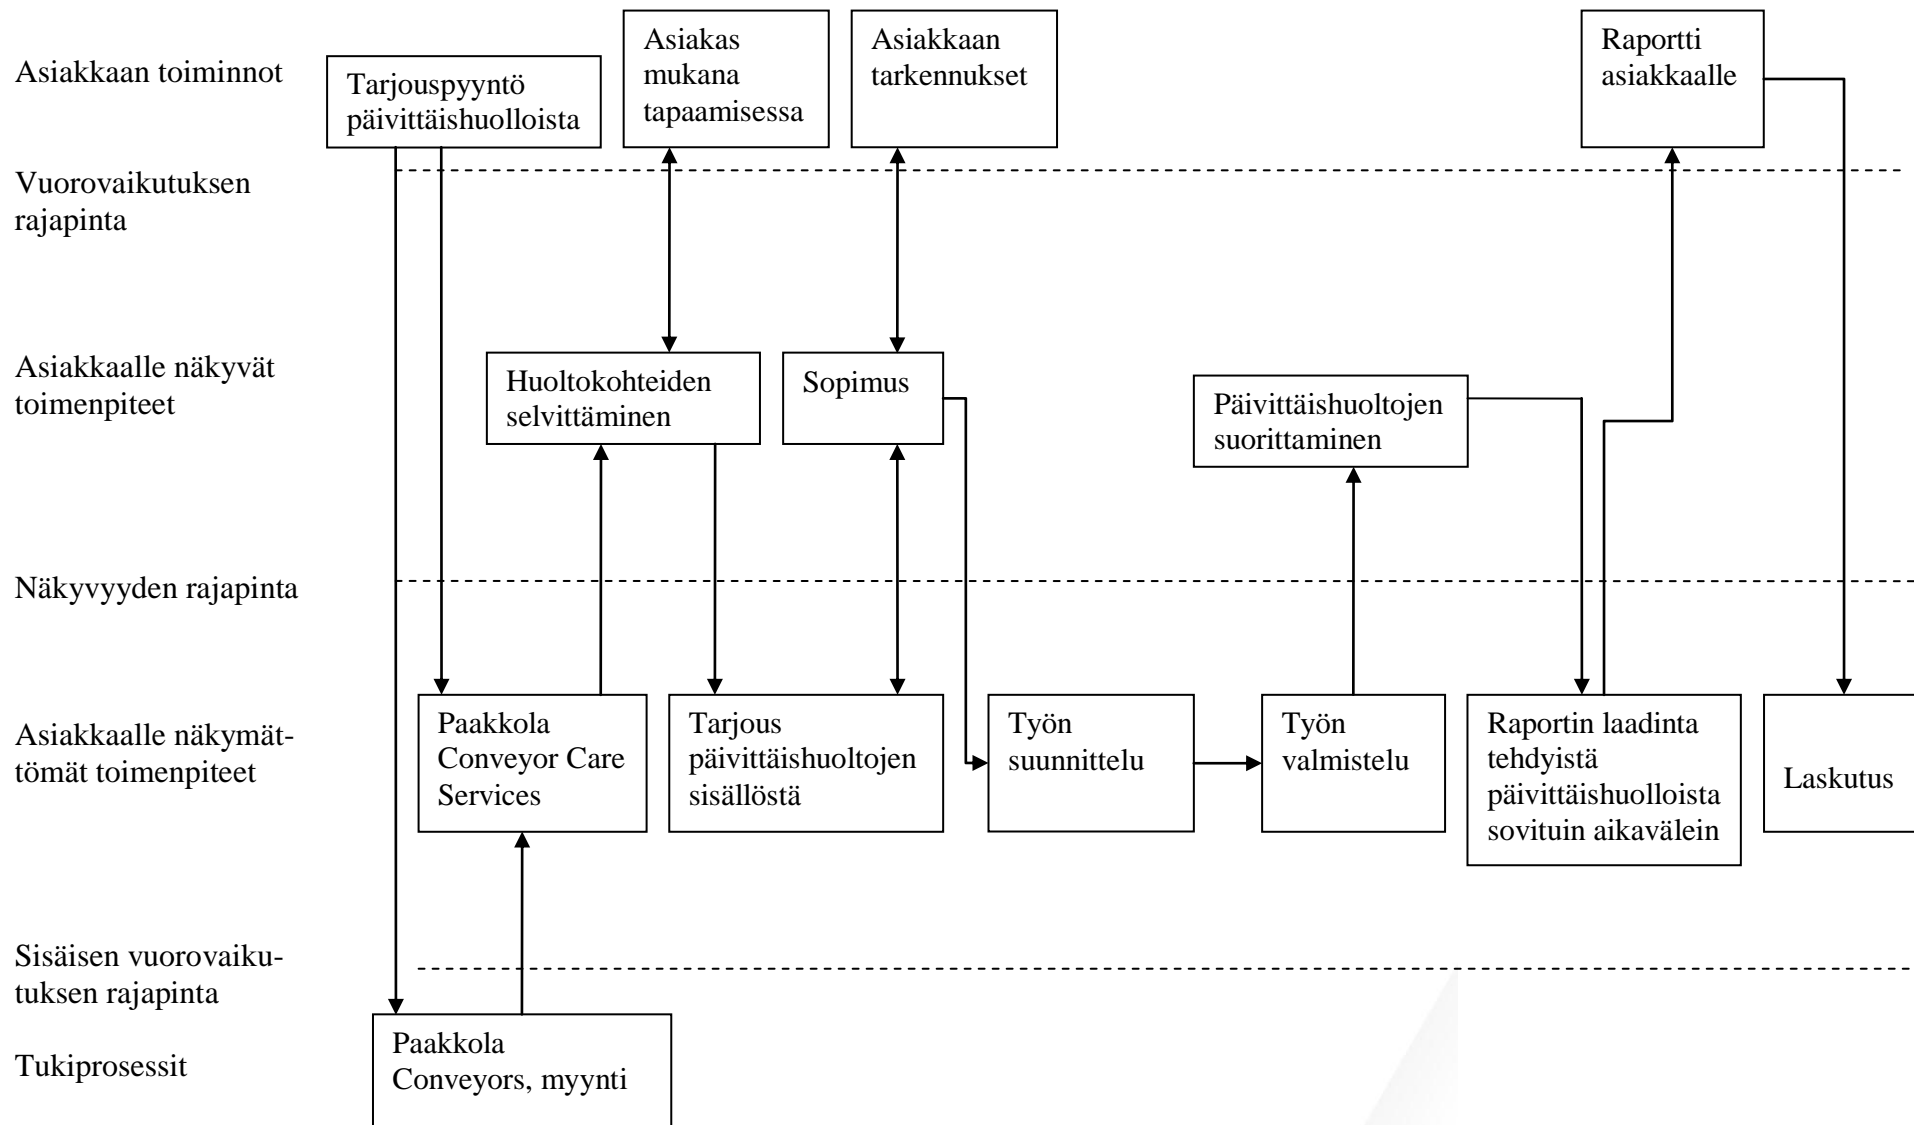 Asiakkaan toiminnot
Tarjouspyyntö
päivittäishuolloista
Asiakas
mukana
tapaamisessa
Asiakkaan
tarkennukset
Raportti
asiakkaalle
Vuorovaikutuksen
rajapinta
Asiakkaalle näkyvät
toimenpiteet
Huoltokohteiden
selvittäminen
Sopimus
Päivittäishuoltojen
suorittaminen
Näkyvyyden rajapinta
Asiakkaalle näkymät-
tömät toimenpiteet
Paakkola
Conveyor Care
Services
Tarjous
päivittäishuoltojen
sisällöstä
Työn
suunnittelu
Työn
valmistelu
Raportin laadinta
tehdyistä
päivittäishuolloista
sovituin aikavälein
Laskutus
Sisäisen vuorovaiku-
tuksen rajapinta
Tukiprosessit
Paakkola
Conveyors, myynti